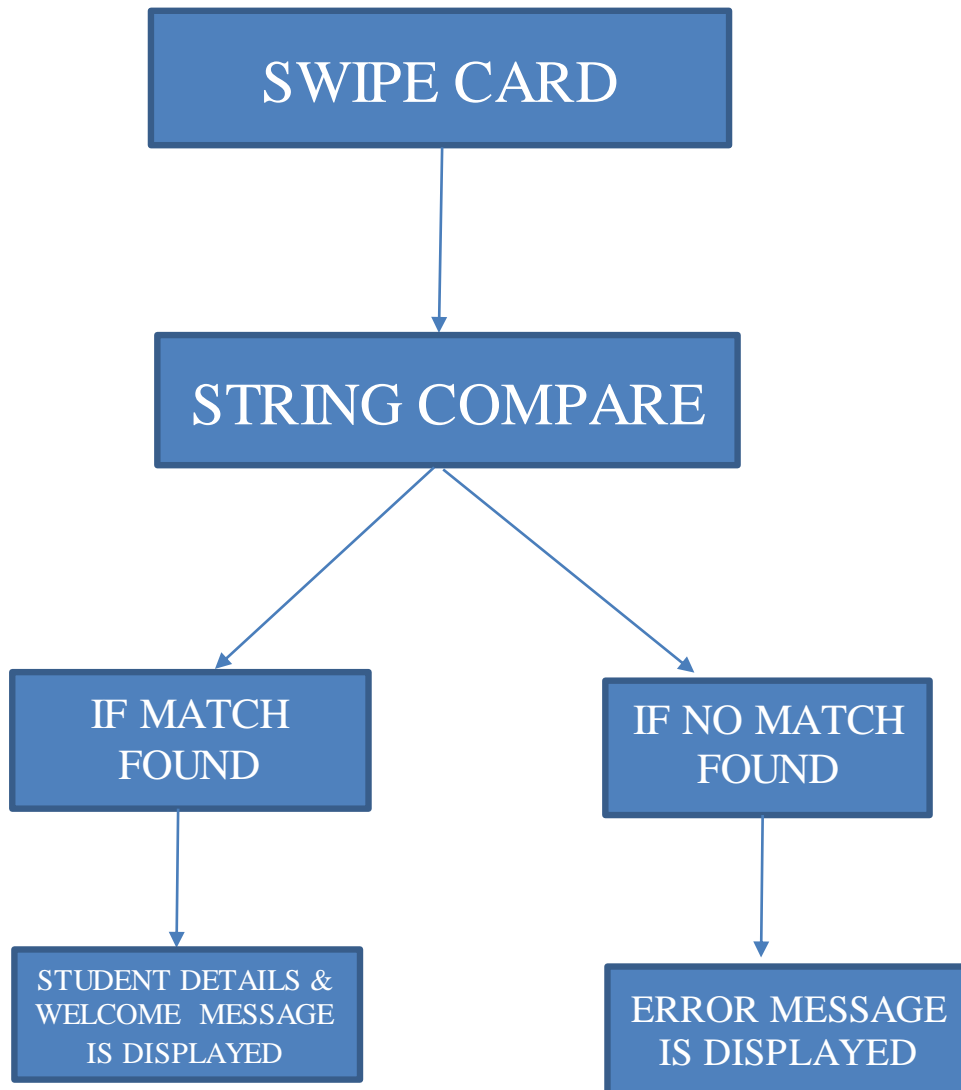 SWIPE CARD
STRING COMPARE
IF MATCH
FOUND
IF NO MATCH
FOUND
STUDENT DETAILS &
WELCOME MESSAGE
IS DISPLAYED
ERROR MESSAGE
IS DISPLAYED